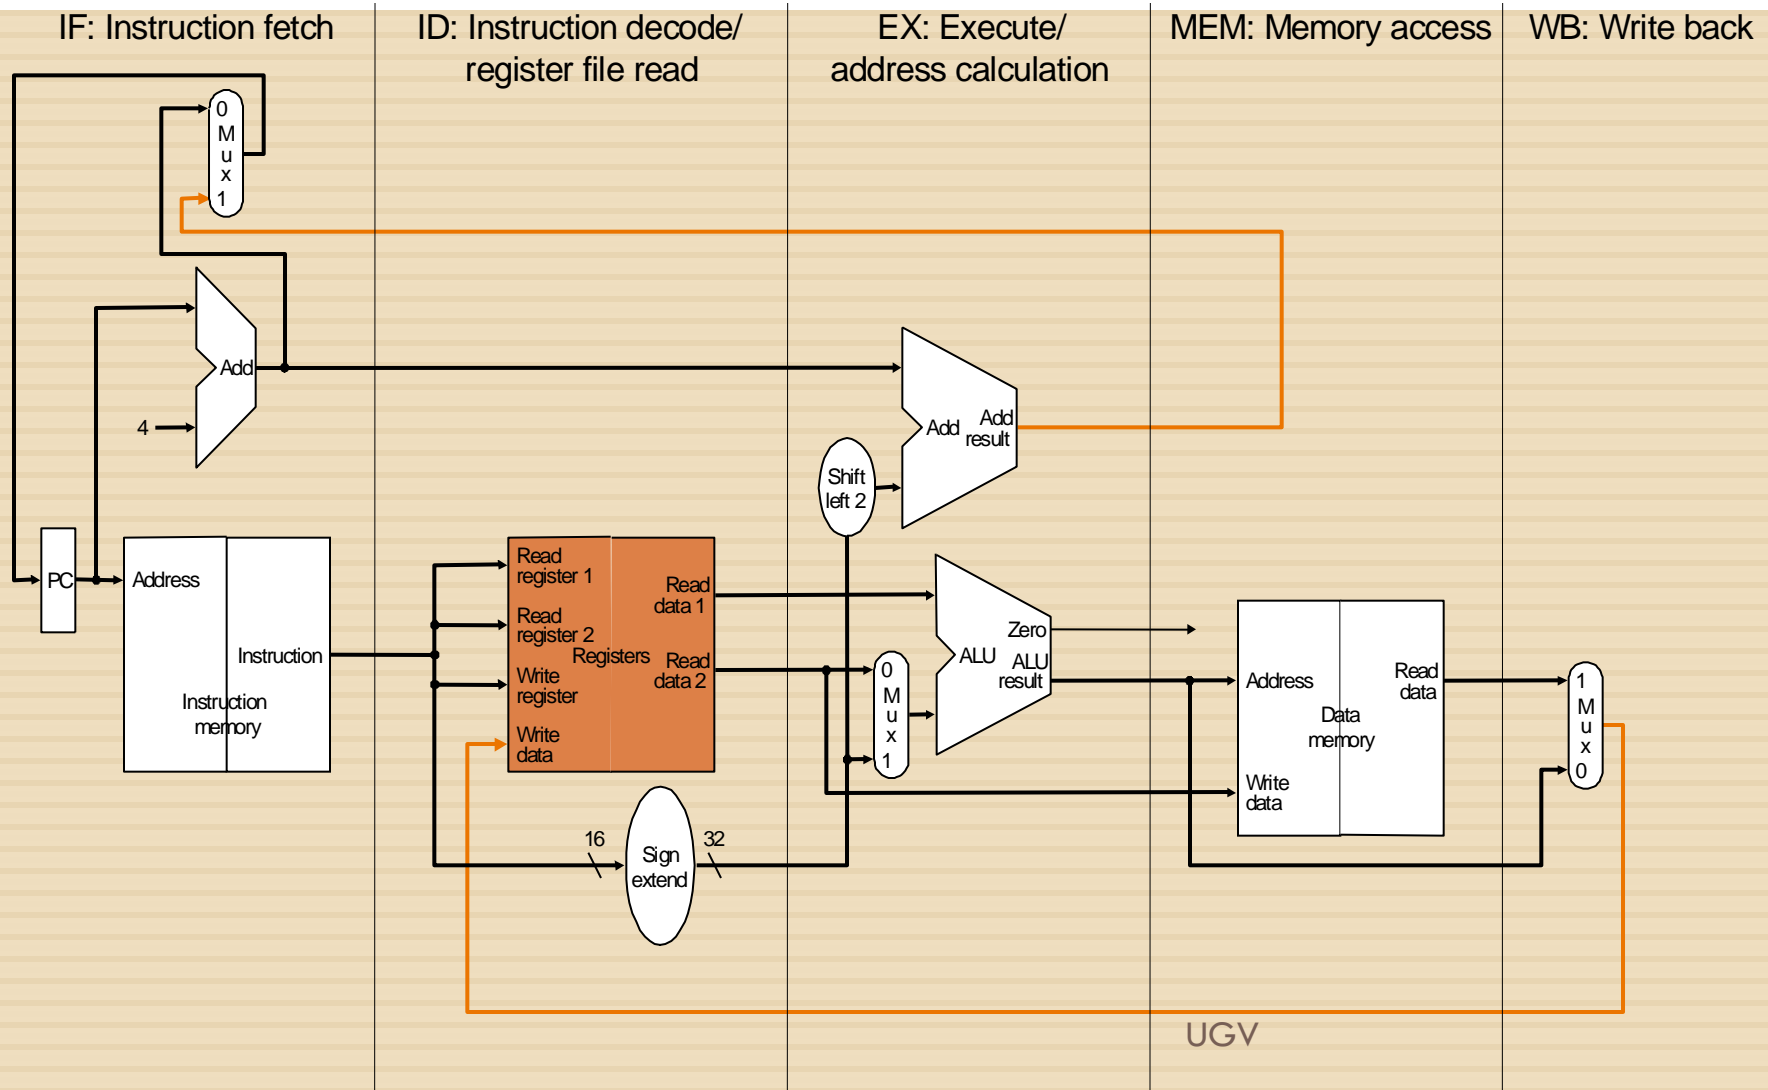 IF: Instruction fetch
ID: Instruction decode/
register file read
EX: Execute/
address calculation
MEM: Memory access
WB: Write back
0
M
u
x
1
Add
4
PC
Address
Instruction
Instruction
memory
Read
register 1
Read
register 2
Write
register
Write
data
Registers
Read
data 1
Read
data 2
16
Sign
extend
32
Shift
left 2
Add
Add
result
0
M
u
x
1
Zero
ALU
ALU
result
Address
Read
data
Data
memory
Write
data
1
M
u
x
0
UGV